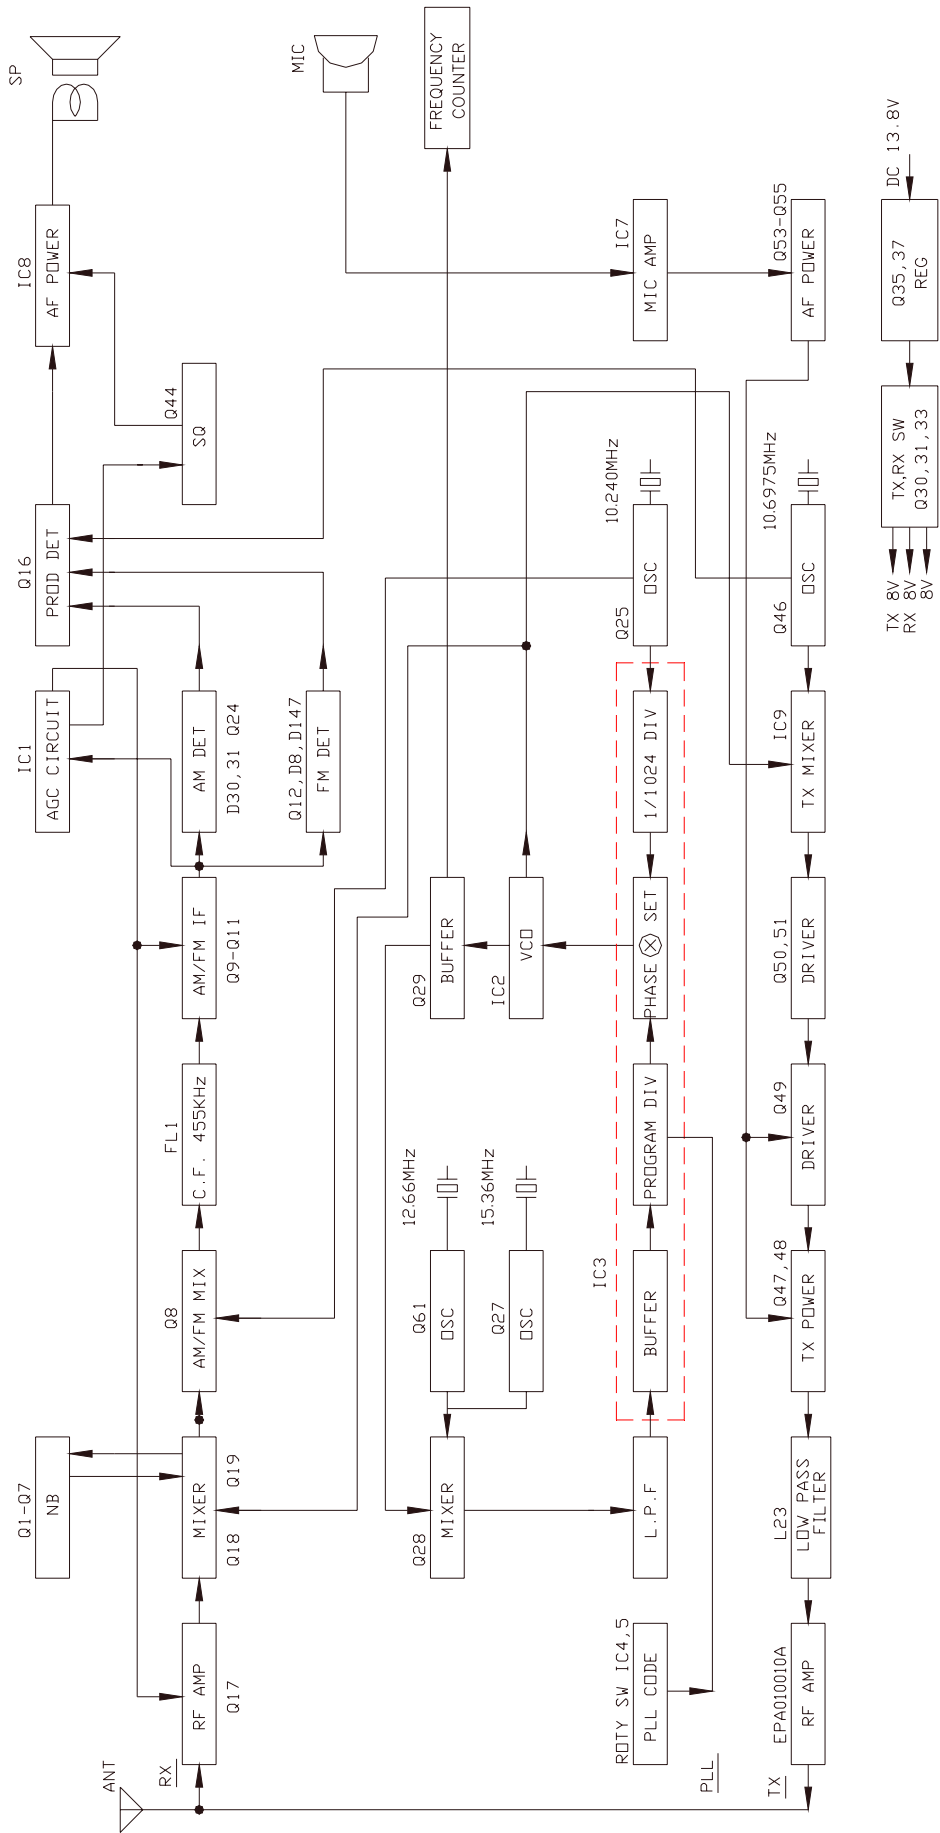 ANT
RX
RF AMP
Q17
Q1-Q7
NB
MIXER
Q18 Q19
Q8
AM/FM MIX
FL1
C.F. 455KHz
AM/FM IF
Q9-Q11
IC1
AGC CIRCUIT
AM DET
D30,31 Q24
Q12,D8,D147
FM DET
Q16
PROD DET
Q44
SQ
IC8
AF POWER
SP
MIC
FREQUENCY
COUNTER
Q28
MIXER
Q61
OSC
12.66MHz
Q27
OSC
15.36MHz
Q29
BUFFER
IC2
VCO
ROTY SW IC4,5
PLL CODE
PLL
L.P.F
IC3
BUFFER
PROGRAM DIV
PHASE SET
1/1024 DIV
Q25
OSC
10.240MHz
IC7
MIC AMP
Q53-Q55
AF POWER
TX
EPA010010A
RF AMP
L23
LOW PASS
FILTER
Q47,48
TX POWER
Q49
DRIVER
Q50,51
DRIVER
IC9
TX MIXER
Q46
OSC
10.6975MHz
TX 8V
RX 8V
8V
TX,RX SW
Q30,31,33
Q35,37
REG
DC 13.8V